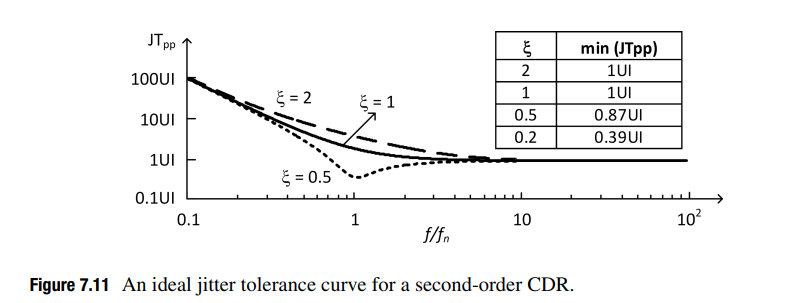 JTpp
100UI
10UI
1UI
0.1UI
ξ = 2
ξ = 1
ξ = 0.5
0.1
1
10
10²
f/fn
ξ min (JTpp)
2 1UI
1 1UI
0.5 0.87UI
0.2 0.39UI
Figure 7.11 An ideal jitter tolerance curve for a second-order CDR.